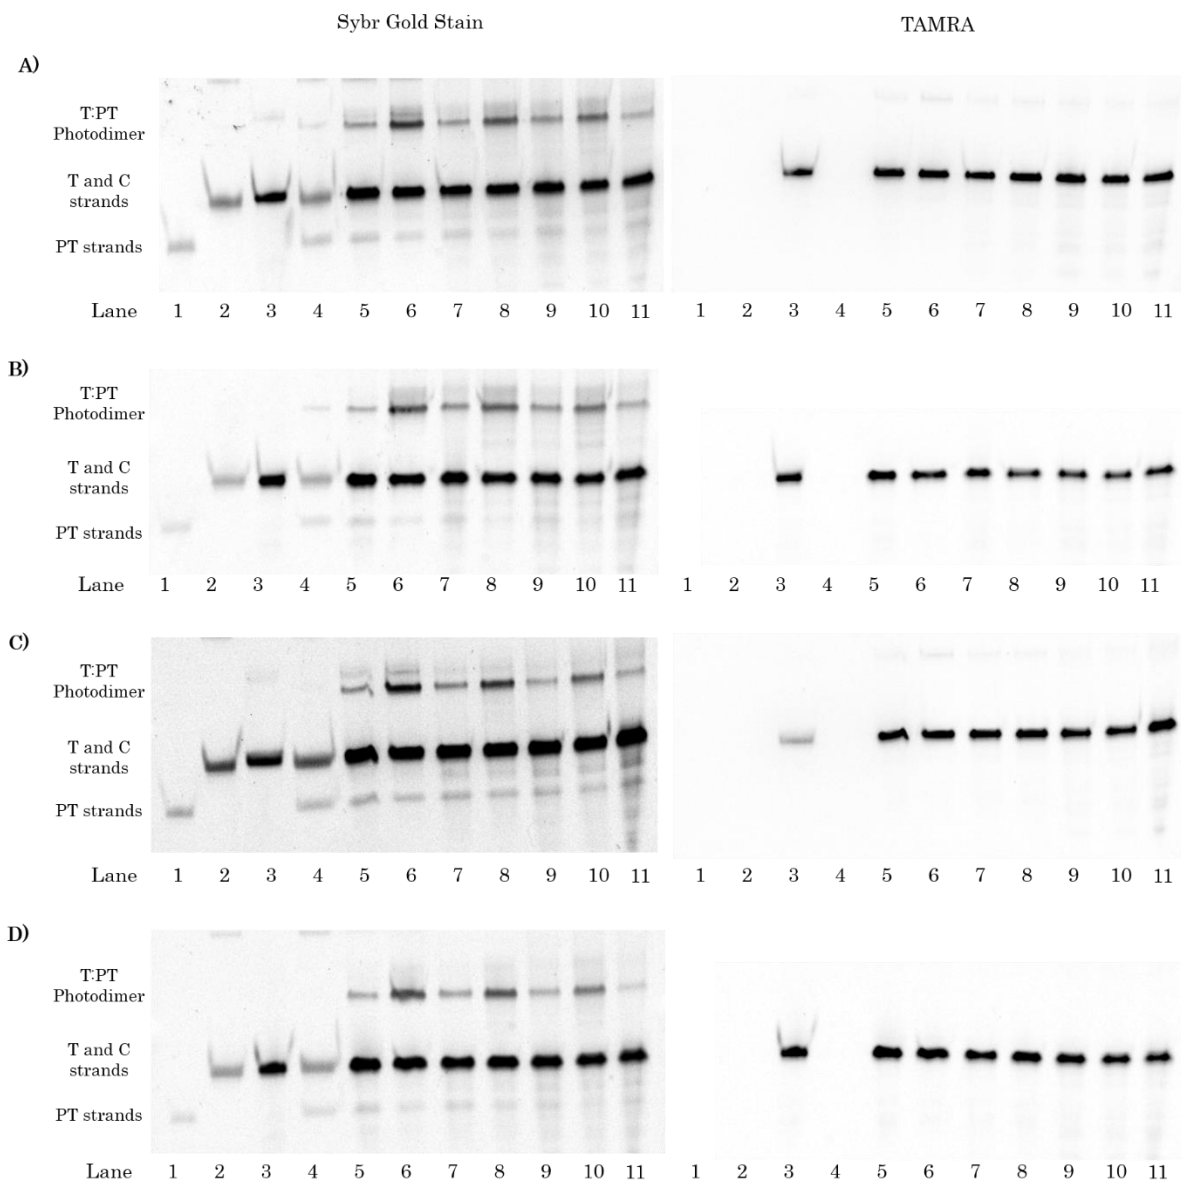 Sybr Gold Stain TAMRA
A)
T:PT
Photodimer
T and C
strands
PT strands
Lane 1 2 3 4 5 6 7 8 9 10 11 1 2 3 4 5 6 7 8 9 10 11
B)
T:PT
Photodimer
T and C
strands
PT strands
Lane 1 2 3 4 5 6 7 8 9 10 11 1 2 3 4 5 6 7 8 9 10 11
C)
T:PT
Photodimer
T and C
strands
PT strands
Lane 1 2 3 4 5 6 7 8 9 10 11 1 2 3 4 5 6 7 8 9 10 11
D)
T:PT
Photodimer
T and C
strands
PT strands
Lane 1 2 3 4 5 6 7 8 9 10 11 1 2 3 4 5 6 7 8 9 10 11